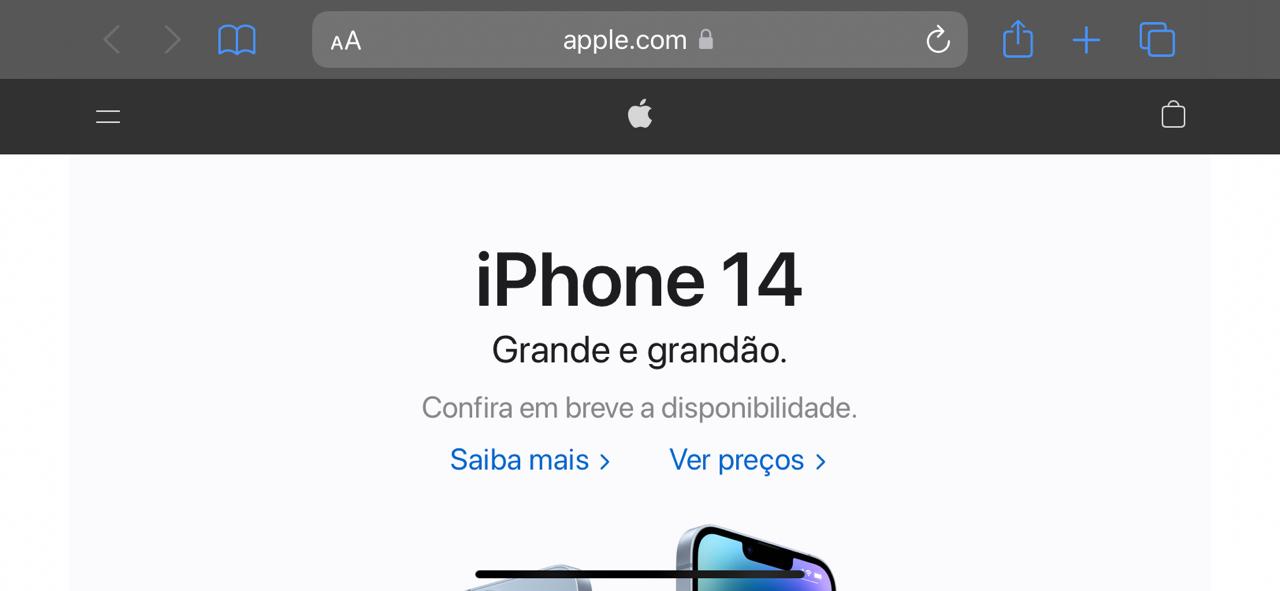 AA apple.com
iPhone 14
Grande e grandão.
Confira em breve a disponibilidade.
Saiba mais > Ver preços >